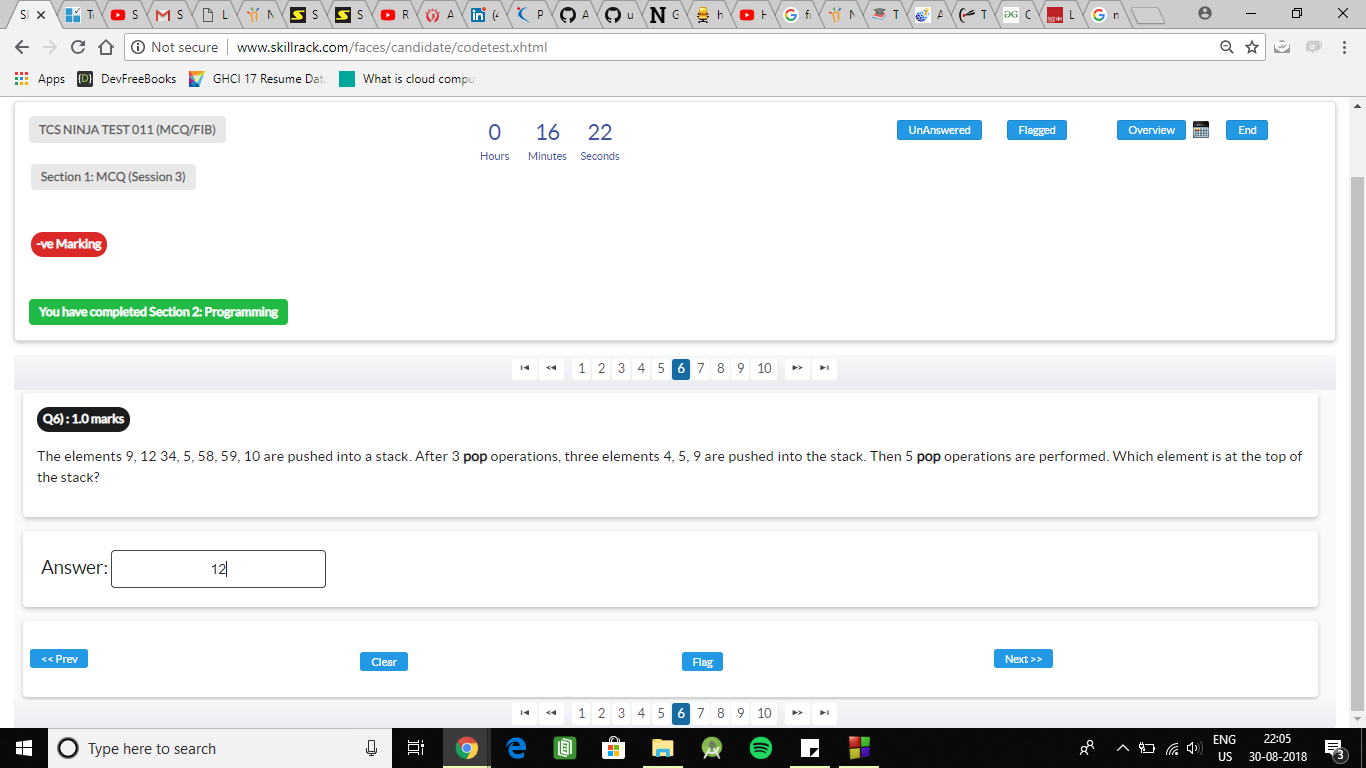 Sl
T
S
S
L
N
S
S
R
A
(4
P
A
u
G
h
H
f
N
T
A
T
C
L
n
Not secure
www.skillrack.com/faces/candidate/codetest.xhtml
Apps
DevFreeBooks
GHCI 17 Resume Dat
What is cloud compu
TCS NINJA TEST 011 (MCQ/FIB)
0 16 22
Hours Minutes Seconds
UnAnswered Flagged Overview End
Section 1: MCQ (Session 3)
-ve Marking
You have completed Section 2: Programming
1 2 3 4 5 6 7 8 9 10
Q6) : 1.0 marks
The elements 9, 12 34, 5, 58, 59, 10 are pushed into a stack. After 3 pop operations, three elements 4, 5, 9 are pushed into the stack. Then 5 pop operations are performed. Which element is at the top of
the stack?
Answer: 12
<< Prev Clear Flag Next >>
1 2 3 4 5 6 7 8 9 10
Type here to search
ENG
US
22:05
30-08-2018
3